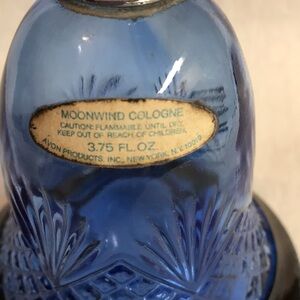 MOONWIND COLOGNE
CAUTION: FLAMMABLE UNTIL DRY.
KEEP OUT OF REACH OF CHILDREN.
3.75 FL. OZ.
AVON PRODUCTS, INC., NEW YORK, N.Y. 10019